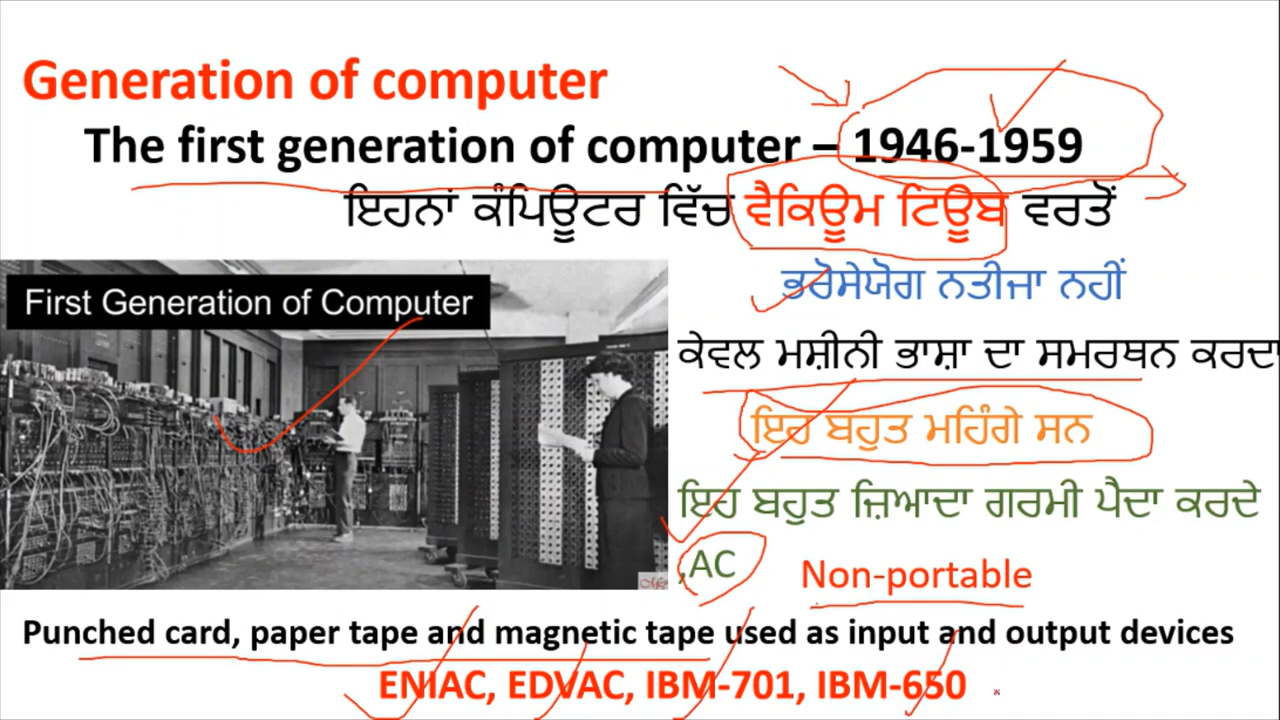 Generation of computer
The first generation of computer – 1946-1959
ਇਹਨਾਂ ਕੰਪਿਊਟਰ ਵਿੱਚ ਵੈਕਿਊਮ ਟਿਊਬ ਵਰਤੋਂ
First Generation of Computer
ਭਰੋਸੇਯੋਗ ਨਤੀਜਾ ਨਹੀਂ
ਕੇਵਲ ਮਸ਼ੀਨੀ ਭਾਸ਼ਾ ਦਾ ਸਮਰਥਨ ਕਰਦਾ
ਇਹ ਬਹੁਤ ਮਹਿੰਗੇ ਸਨ
ਇਹ ਬਹੁਤ ਜ਼ਿਆਦਾ ਗਰਮੀ ਪੈਦਾ ਕਰਦੇ
,AC
Non-portable
Punched card, paper tape and magnetic tape used as input and output devices
ENIAC, EDVAC, IBM-701, IBM-650